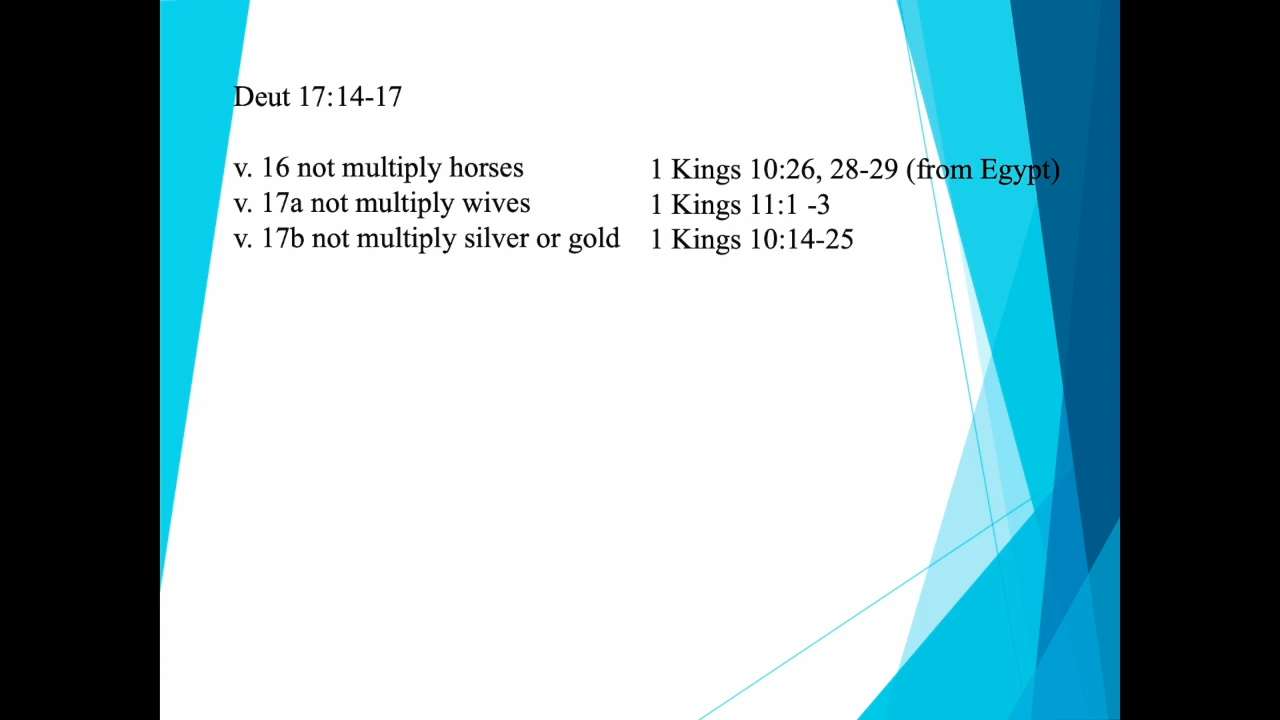 Deut 17:14-17
v. 16 not multiply horses 1 Kings 10:26, 28-29 (from Egypt)
v. 17a not multiply wives 1 Kings 11:1 -3
v. 17b not multiply silver or gold 1 Kings 10:14-25